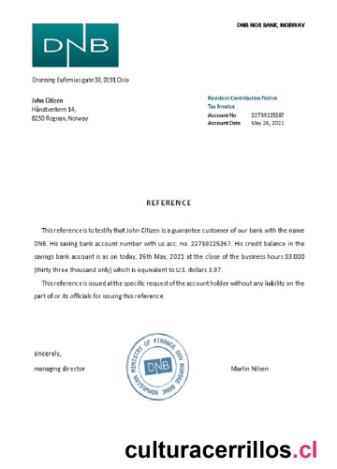 DNB NOR BANK, NORWAY
DNB
Dronning Eufemias gate 30, 0191 Oslo
John Citizen
Håndtverkern 14,
8250 Rognan, Norway
Resident Contribution Notice
Tax Invoice
Account No 22739225267
Account Date May 26, 2021
REFERENCE
This reference is to testify that John Citizen is a guarantee customer of our bank with the name
DNB. His saving bank account number with us acc. no. 22739225267. His credit balance in the
savings bank account is as on today, 26th May, 2021 at the close of the business hours 33.000
(thirty three thousand only) which is equivalent to U.S. dollars 3.97.
This reference is issued at the specific request of the account holder without any liability on the
part of or its officials for issuing this reference.
sincerely,
managing director
MINISTRY OF FINANCE
DNB
NORWEGIAN
Martin Nilsen
culturacerrillos.cl